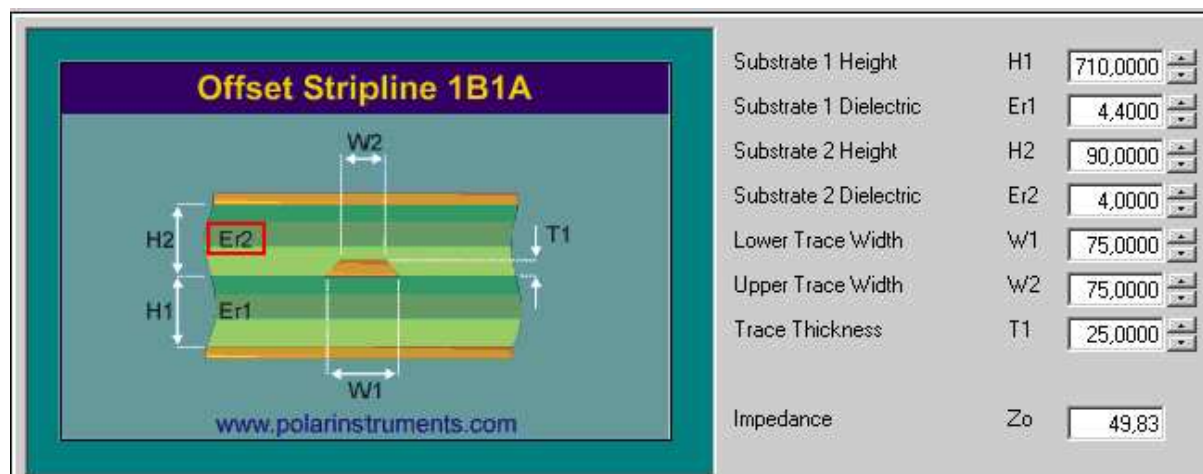 Offset Stripline 1B1A
W2
H2
Er2
T1
H1
Er1
W1
www.polarinstruments.com
Substrate 1 Height H1 710,0000
Substrate 1 Dielectric Er1 4,4000
Substrate 2 Height H2 90,0000
Substrate 2 Dielectric Er2 4,0000
Lower Trace Width W1 75,0000
Upper Trace Width W2 75,0000
Trace Thickness T1 25,0000
Impedance Zo 49,83